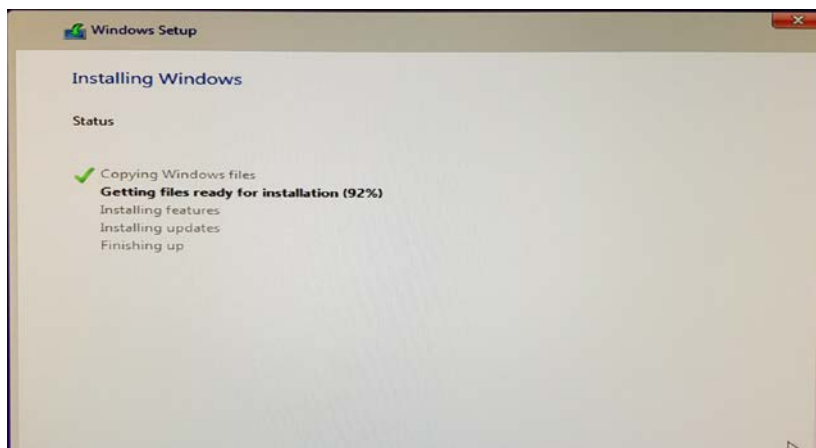 Windows Setup
Installing Windows
Status
Copying Windows files
Getting files ready for installation (92%)
Installing features
Installing updates
Finishing up